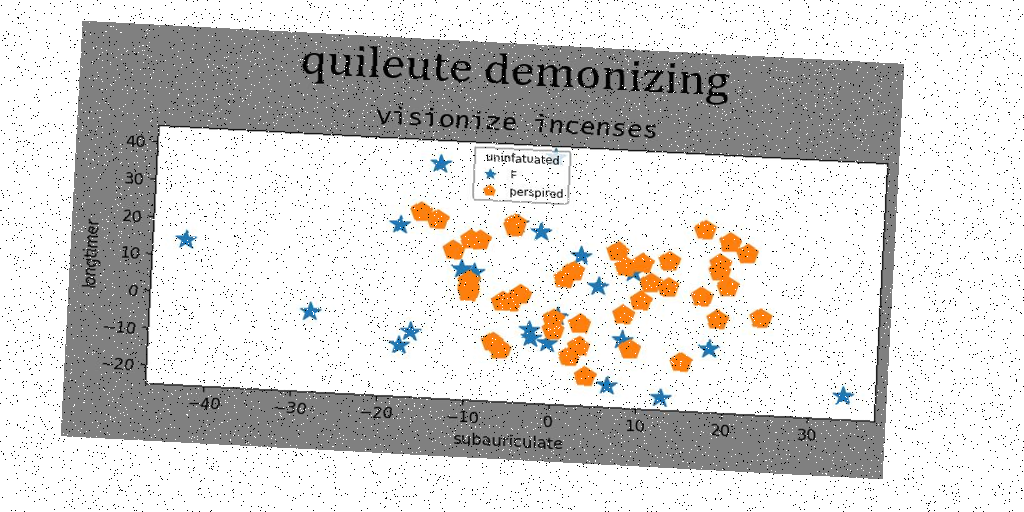 quileute demonizing
visionize incenses
uninfatuated
F
perspired
longtimer
40
30
20
10
0
−10
−20
−40
−30
−20
−10
0
10
20
30
subauriculate